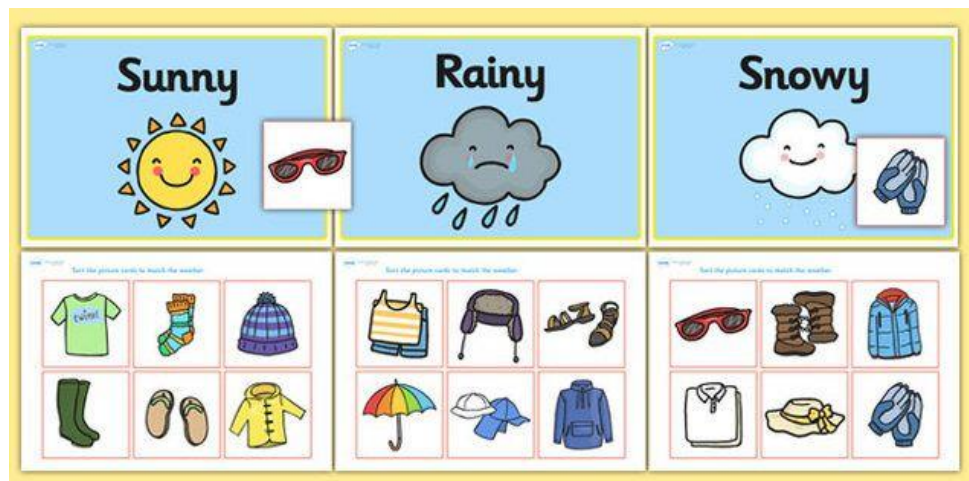 Sunny
Rainy
Snowy
Sort the picture cards to match the weather.
Sort the picture cards to match the weather.
Sort the picture cards to match the weather.
twinkl